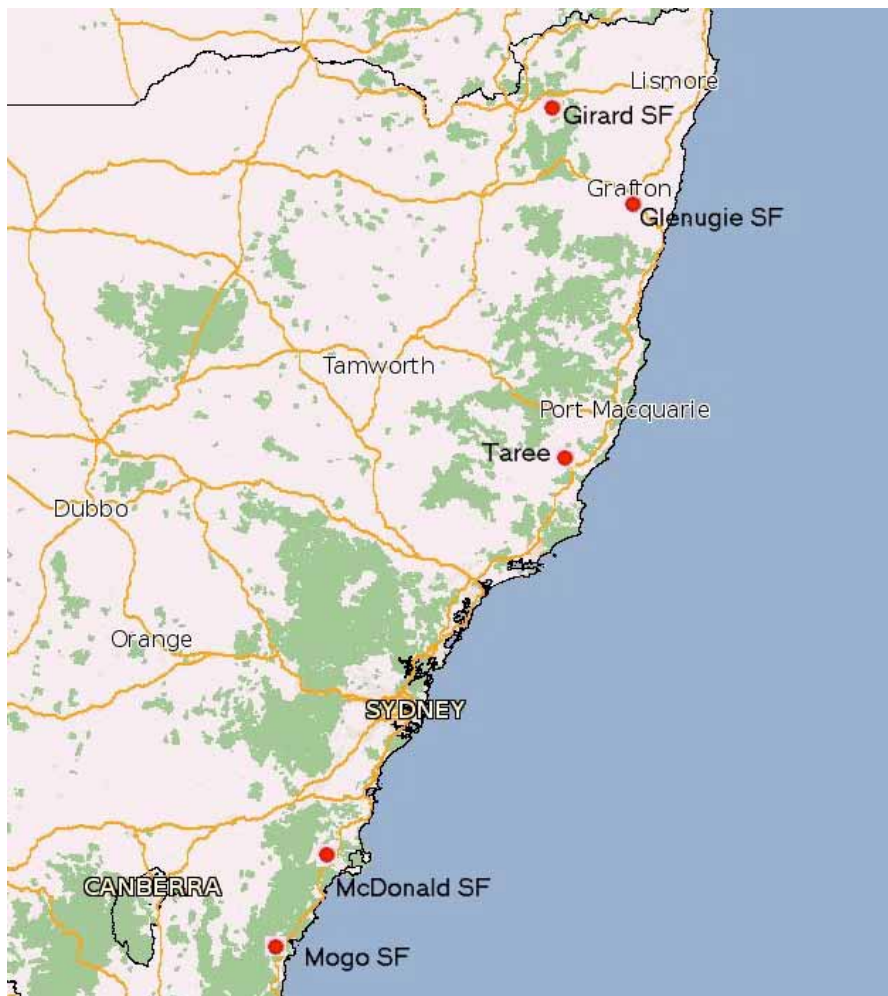 Lismore
Girard SF
Grafton
Glenugie SF
Tamworth
Port Macquarie
Taree
Dubbo
Orange
SYDNEY
CANBERRA
McDonald SF
Mogo SF